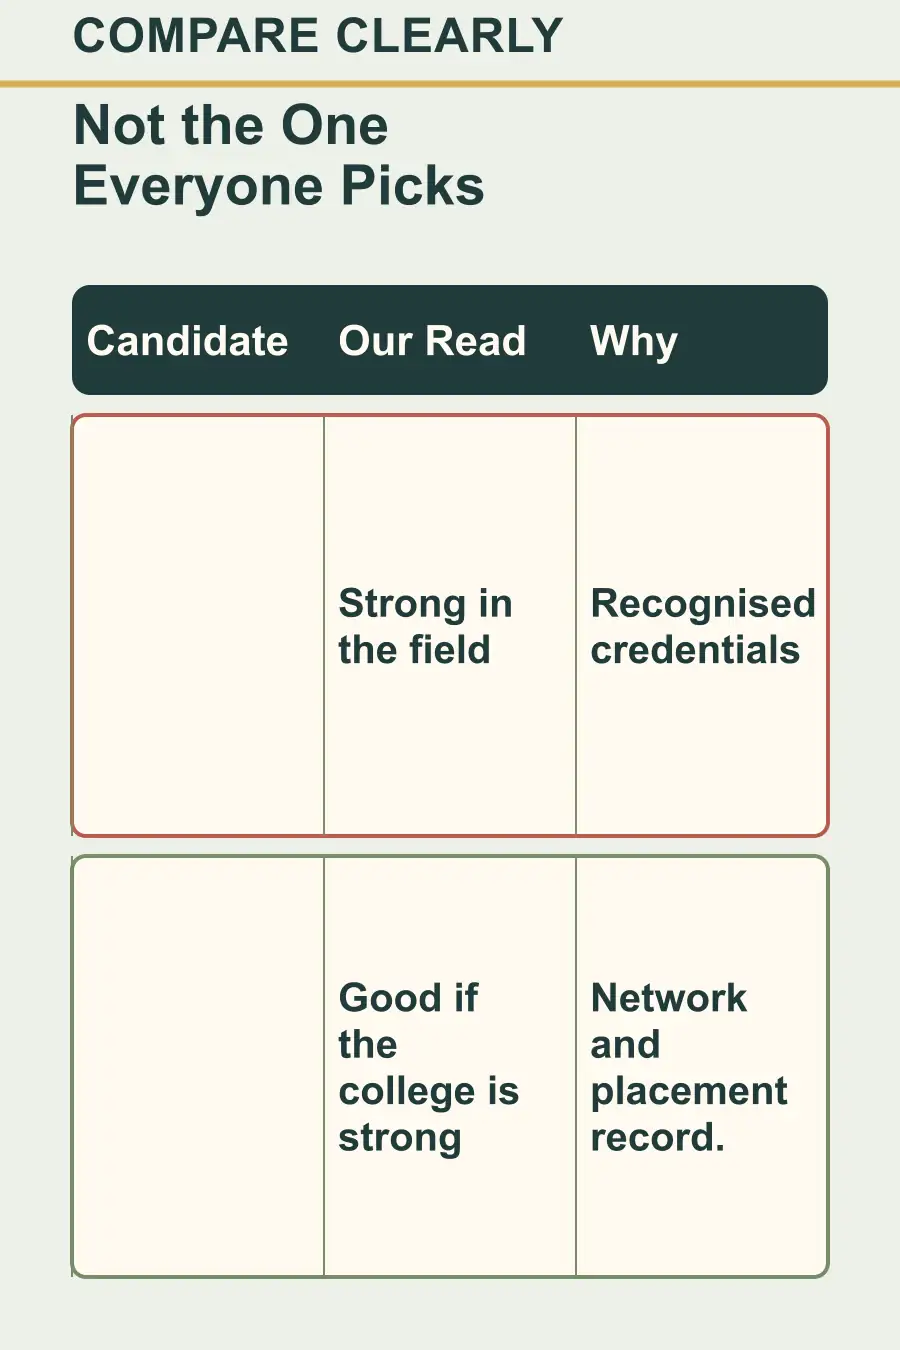 COMPARE CLEARLY
Not the One
Everyone Picks
Candidate Our Read Why
Strong in
the field
Recognised
credentials
Good if
the
college is
strong
Network
and
placement
record.